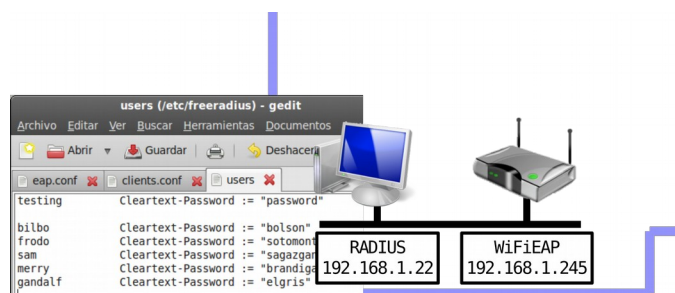 users (/etc/freeradius) - gedit
Archivo Editar Ver Buscar Herramientas Documentos
Abrir Guardar Deshacer
eap.conf clients.conf users
testing Cleartext-Password := "password"
bilbo Cleartext-Password := "bolson"
frodo Cleartext-Password := "sotomont
sam Cleartext-Password := "sagazgam
merry Cleartext-Password := "brandiga
gandalf Cleartext-Password := "elgris"
RADIUS
192.168.1.22
WiFiEAP
192.168.1.245